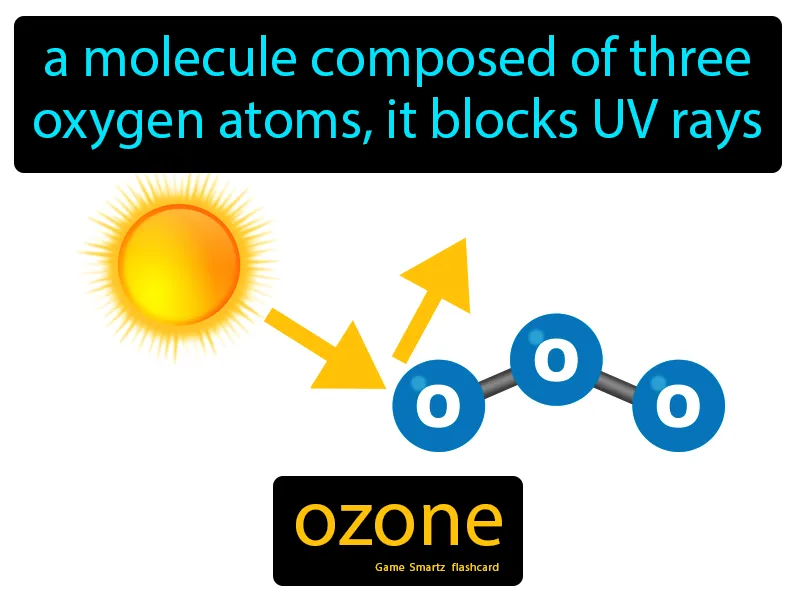 a molecule composed of three
oxygen atoms, it blocks UV rays
O
O
O
ozone
Game Smartz flashcard